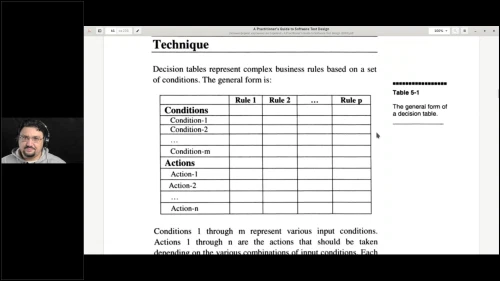 A Practitioner's Guide to Software Test Design
Technique
Decision tables represent complex business rules based on a set
of conditions. The general form is:
Rule 1 Rule 2 ... Rule p
Conditions
Condition-1
Condition-2
...
Condition-m
Actions
Action-1
Action-2
...
Action-n
Table 5-1
The general form of
a decision table.
Conditions 1 through m represent various input conditions.
Actions 1 through n are the actions that should be taken
depending on the various combinations of input conditions. Each